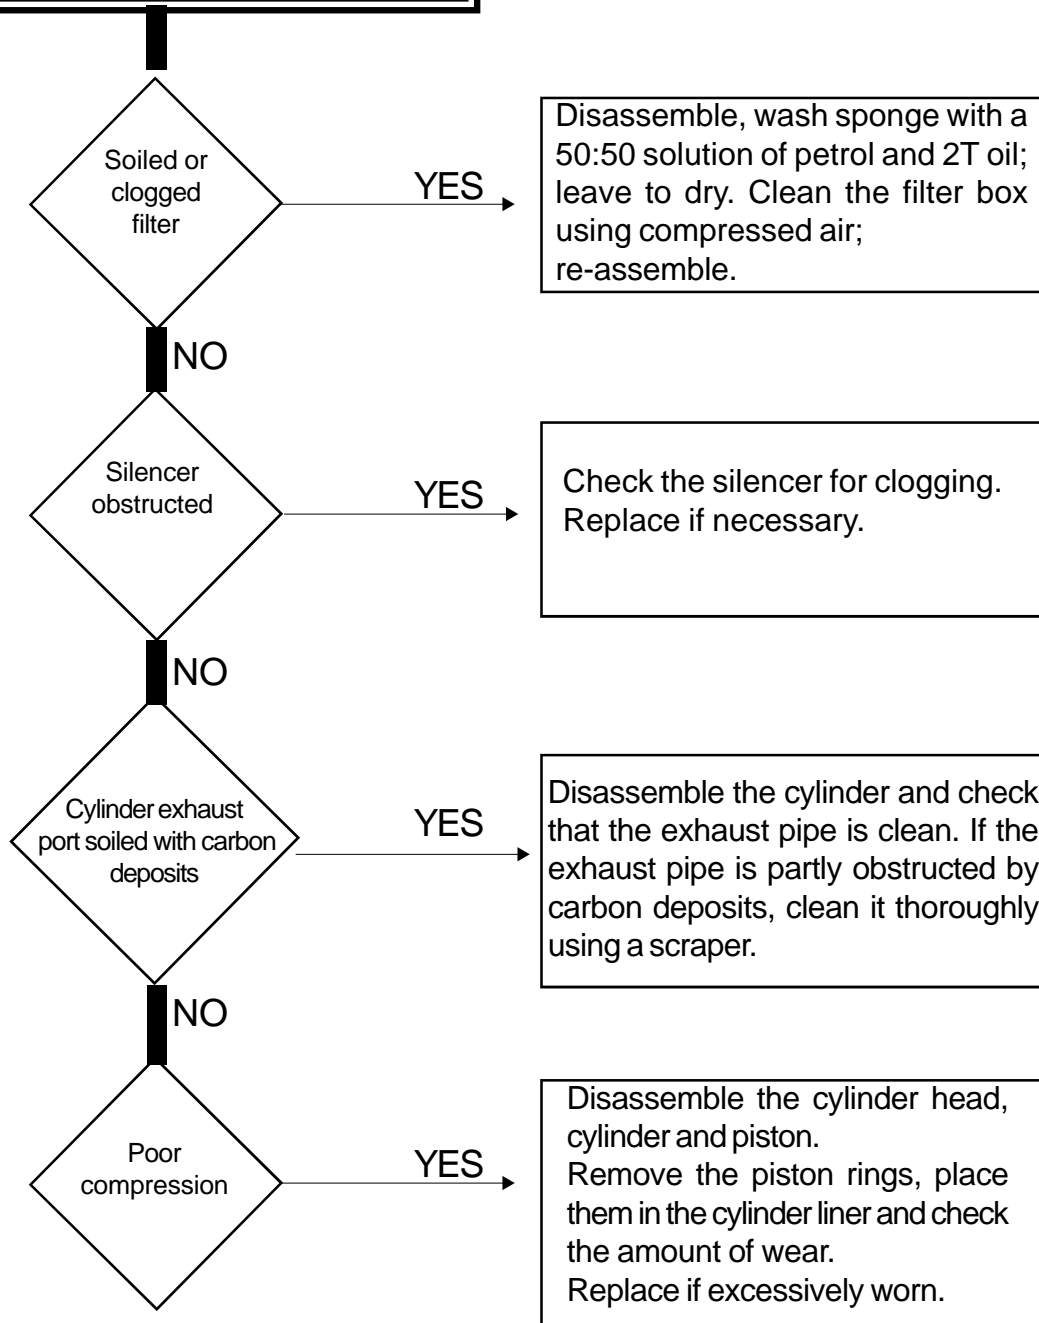 Soiled or
clogged
filter
YES
Disassemble, wash sponge with a
50:50 solution of petrol and 2T oil;
leave to dry. Clean the filter box
using compressed air;
re-assemble.
NO
Silencer
obstructed
YES
Check the silencer for clogging.
Replace if necessary.
NO
Cylinder exhaust
port soiled with carbon
deposits
YES
Disassemble the cylinder and check
that the exhaust pipe is clean. If the
exhaust pipe is partly obstructed by
carbon deposits, clean it thoroughly
using a scraper.
NO
Poor
compression
YES
Disassemble the cylinder head,
cylinder and piston.
Remove the piston rings, place
them in the cylinder liner and check
the amount of wear.
Replace if excessively worn.